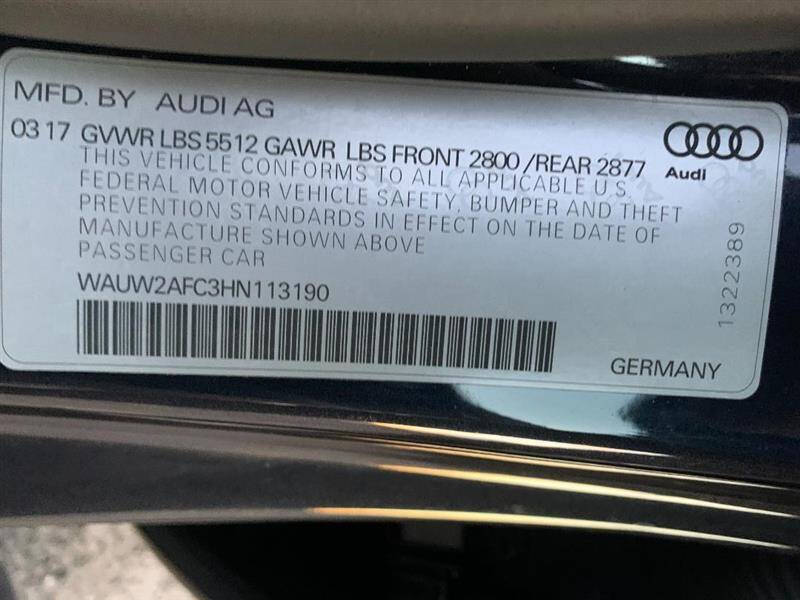 MFD. BY AUDI AG
03 17 GVWR LBS 5512 GAWR LBS FRONT 2800 /REAR 2877
THIS VEHICLE CONFORMS TO ALL APPLICABLE U.S.
FEDERAL MOTOR VEHICLE SAFETY, BUMPER AND THEFT
PREVENTION STANDARDS IN EFFECT ON THE DATE OF
MANUFACTURE SHOWN ABOVE
PASSENGER CAR
WAUW2AFC3HN113190
GERMANY
Audi
1322389